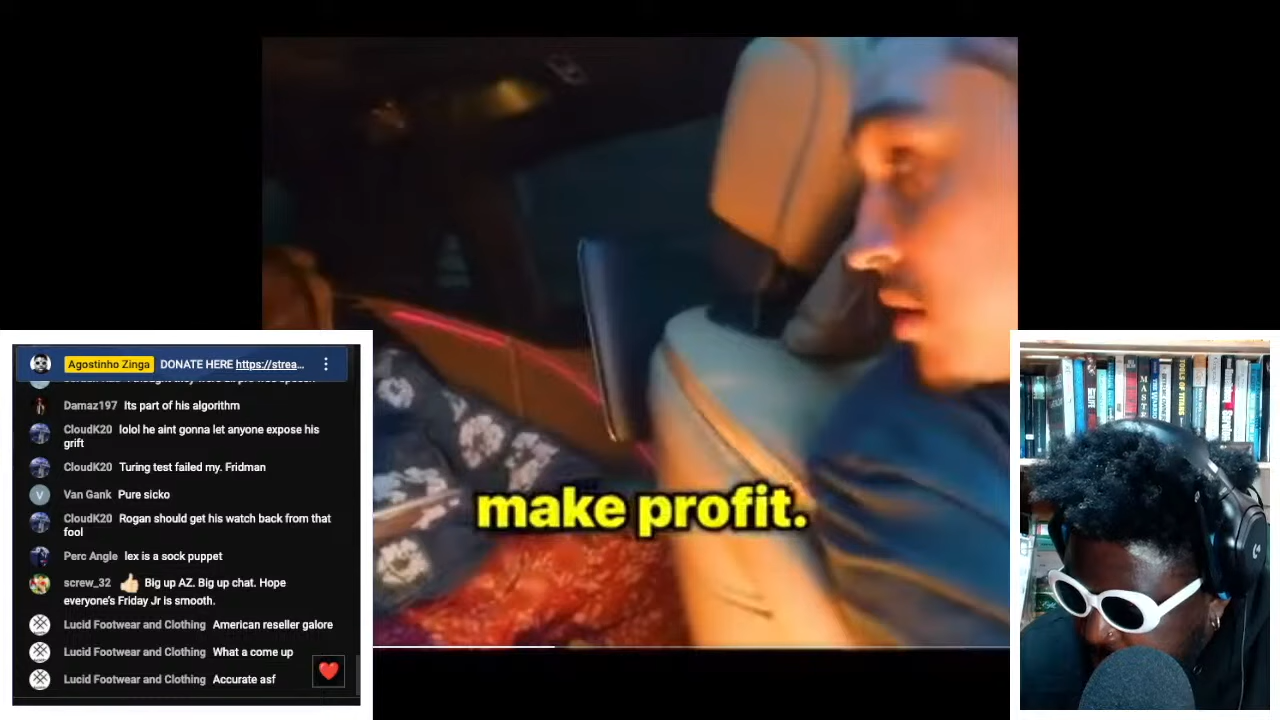 make profit.
Agostinho Zinga DONATE HERE https://strea...
Damaz197 Its part of his algorithm
CloudK20 lolol he aint gonna let anyone expose his
grift
CloudK20 Turing test failed my. Fridman
V Van Gank Pure sicko
CloudK20 Rogan should get his watch back from that
fool
Perc Angle lex is a sock puppet
screw_32 👍🏻 Big up AZ. Big up chat. Hope
everyone's Friday Jr is smooth.
Lucid Footwear and Clothing American reseller galore
Lucid Footwear and Clothing What a come up
Lucid Footwear and Clothing Accurate asf
TOOLS OF TITANS